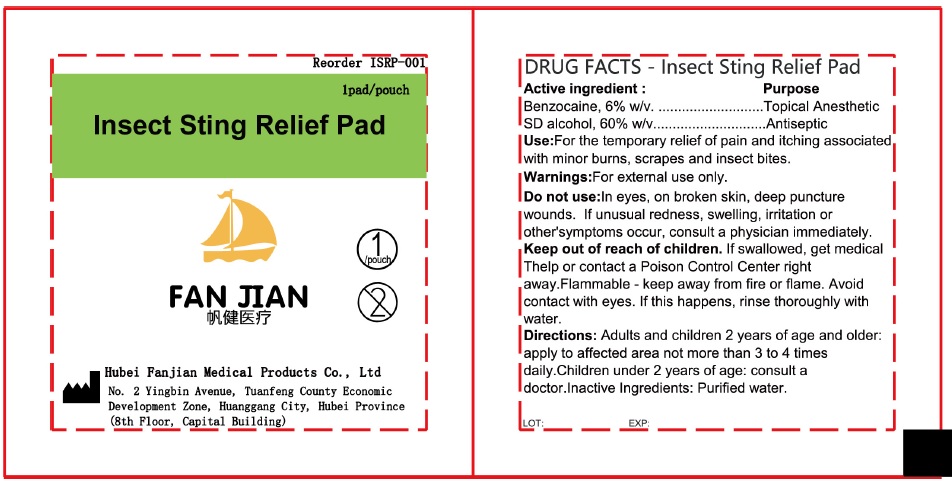 Reorder ISRP-001
1pad/pouch
Insect Sting Relief Pad
1
/pouch
2
FAN JIAN
帆健医疗
Hubei Fanjian Medical Products Co., Ltd
No. 2 Yingbin Avenue, Tuanfeng County Economic
Development Zone, Huanggang City, Hubei Province
(8th Floor, Capital Building)
DRUG FACTS - Insect Sting Relief Pad
Active ingredient : Purpose
Benzocaine, 6% w/v. ...........................Topical Anesthetic
SD alcohol, 60% w/v.............................Antiseptic
Use:For the temporary relief of pain and itching associated
with minor burns, scrapes and insect bites.
Warnings:For external use only.
Do not use:In eyes, on broken skin, deep puncture
wounds. If unusual redness, swelling, irritation or
other'symptoms occur, consult a physician immediately.
Keep out of reach of children. If swallowed, get medical
Thelp or contact a Poison Control Center right
away.Flammable - keep away from fire or flame. Avoid
contact with eyes. If this happens, rinse thoroughly with
water.
Directions: Adults and children 2 years of age and older:
apply to affected area not more than 3 to 4 times
daily.Children under 2 years of age: consult a
doctor.Inactive Ingredients: Purified water.
LOT: EXP: